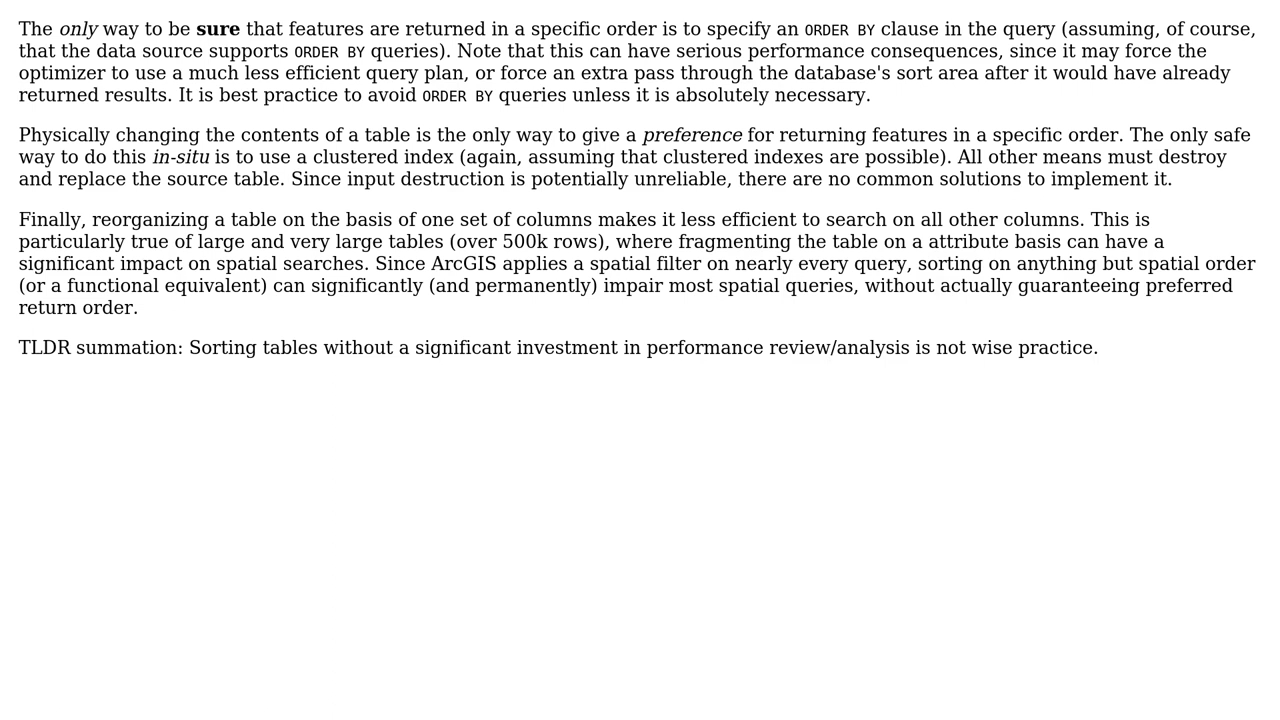 The only way to be sure that features are returned in a specific order is to specify an ORDER BY clause in the query (assuming, of course,
that the data source supports ORDER BY queries). Note that this can have serious performance consequences, since it may force the
optimizer to use a much less efficient query plan, or force an extra pass through the database's sort area after it would have already
returned results. It is best practice to avoid ORDER BY queries unless it is absolutely necessary.
Physically changing the contents of a table is the only way to give a preference for returning features in a specific order. The only safe
way to do this in-situ is to use a clustered index (again, assuming that clustered indexes are possible). All other means must destroy
and replace the source table. Since input destruction is potentially unreliable, there are no common solutions to implement it.
Finally, reorganizing a table on the basis of one set of columns makes it less efficient to search on all other columns. This is
particularly true of large and very large tables (over 500k rows), where fragmenting the table on a attribute basis can have a
significant impact on spatial searches. Since ArcGIS applies a spatial filter on nearly every query, sorting on anything but spatial order
(or a functional equivalent) can significantly (and permanently) impair most spatial queries, without actually guaranteeing preferred
return order.
TLDR summation: Sorting tables without a significant investment in performance review/analysis is not wise practice.